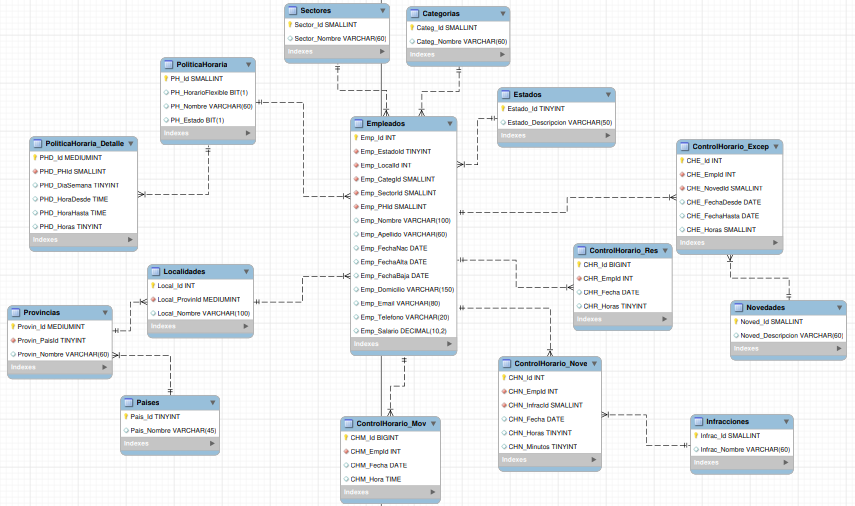 Sectores
Sector_Id SMALLINT
Sector_Nombre VARCHAR(60)
Indexes
Categorias
Categ_Id SMALLINT
Categ_Nombre VARCHAR(60)
Indexes
PoliticaHoraria
PH_Id SMALLINT
PH_HorarioFlexible BIT(1)
PH_Nombre VARCHAR(60)
PH_Estado BIT(1)
Indexes
Estados
Estado_Id TINYINT
Estado_Descripcion VARCHAR(50)
Indexes
Empleados
Emp_Id INT
Emp_EstadoId TINYINT
Emp_LocalId INT
Emp_CategId SMALLINT
Emp_SectorId SMALLINT
Emp_PHId SMALLINT
Emp_Nombre VARCHAR(100)
Emp_Apellido VARCHAR(60)
Emp_FechaNac DATE
Emp_FechaAlta DATE
Emp_FechaBaja DATE
Emp_Domicilio VARCHAR(150)
Emp_Email VARCHAR(80)
Emp_Telefono VARCHAR(20)
Emp_Salario DECIMAL(10,2)
Indexes
PoliticaHoraria_Detalle
PHD_Id MEDIUMINT
PHD_PHId SMALLINT
PHD_DiaSemana TINYINT
PHD_HoraDesde TIME
PHD_HoraHasta TIME
PHD_Horas TINYINT
Indexes
ControlHorario_Excep
CHE_Id INT
CHE_EmpId INT
CHE_NovedId SMALLINT
CHE_FechaDesde DATE
CHE_FechaHasta DATE
CHE_Horas SMALLINT
Indexes
ControlHorario_Res
CHR_Id BIGINT
CHR_EmpId INT
CHR_Fecha DATE
CHR_Horas TINYINT
Indexes
Localidades
Local_Id INT
Local_ProvinId MEDIUMINT
Local_Nombre VARCHAR(100)
Indexes
Provincias
Provin_Id MEDIUMINT
Provin_PaisId TINYINT
Provin_Nombre VARCHAR(60)
Indexes
Novedades
Noved_Id SMALLINT
Noved_Descripcion VARCHAR(60)
Indexes
ControlHorario_Nove
CHN_Id INT
CHN_EmpId INT
CHN_InfracId SMALLINT
CHN_Fecha DATE
CHN_Horas TINYINT
CHN_Minutos TINYINT
Indexes
Paises
Pais_Id TINYINT
Pais_Nombre VARCHAR(45)
Indexes
ControlHorario_Mov
CHM_Id BIGINT
CHM_EmpId INT
CHM_Fecha DATE
CHM_Hora TIME
Indexes
Infracciones
Infrac_Id SMALLINT
Infrac_Nombre VARCHAR(60)
Indexes